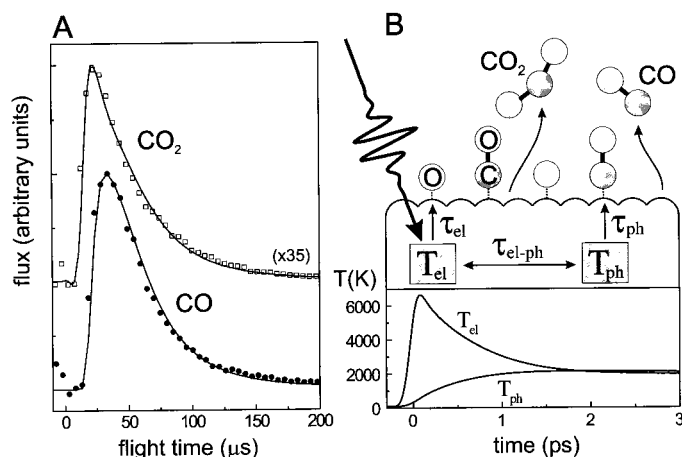 A
CO2
(x35)
CO
flux (arbitrary units)
0 50 100 150 200
flight time (μs)
B
CO2
CO
O
O
C
τel
τph
τel-ph
Tel
Tph
T(K)
6000
4000
2000
0
Tel
Tph
0 1 2 3
time (ps)